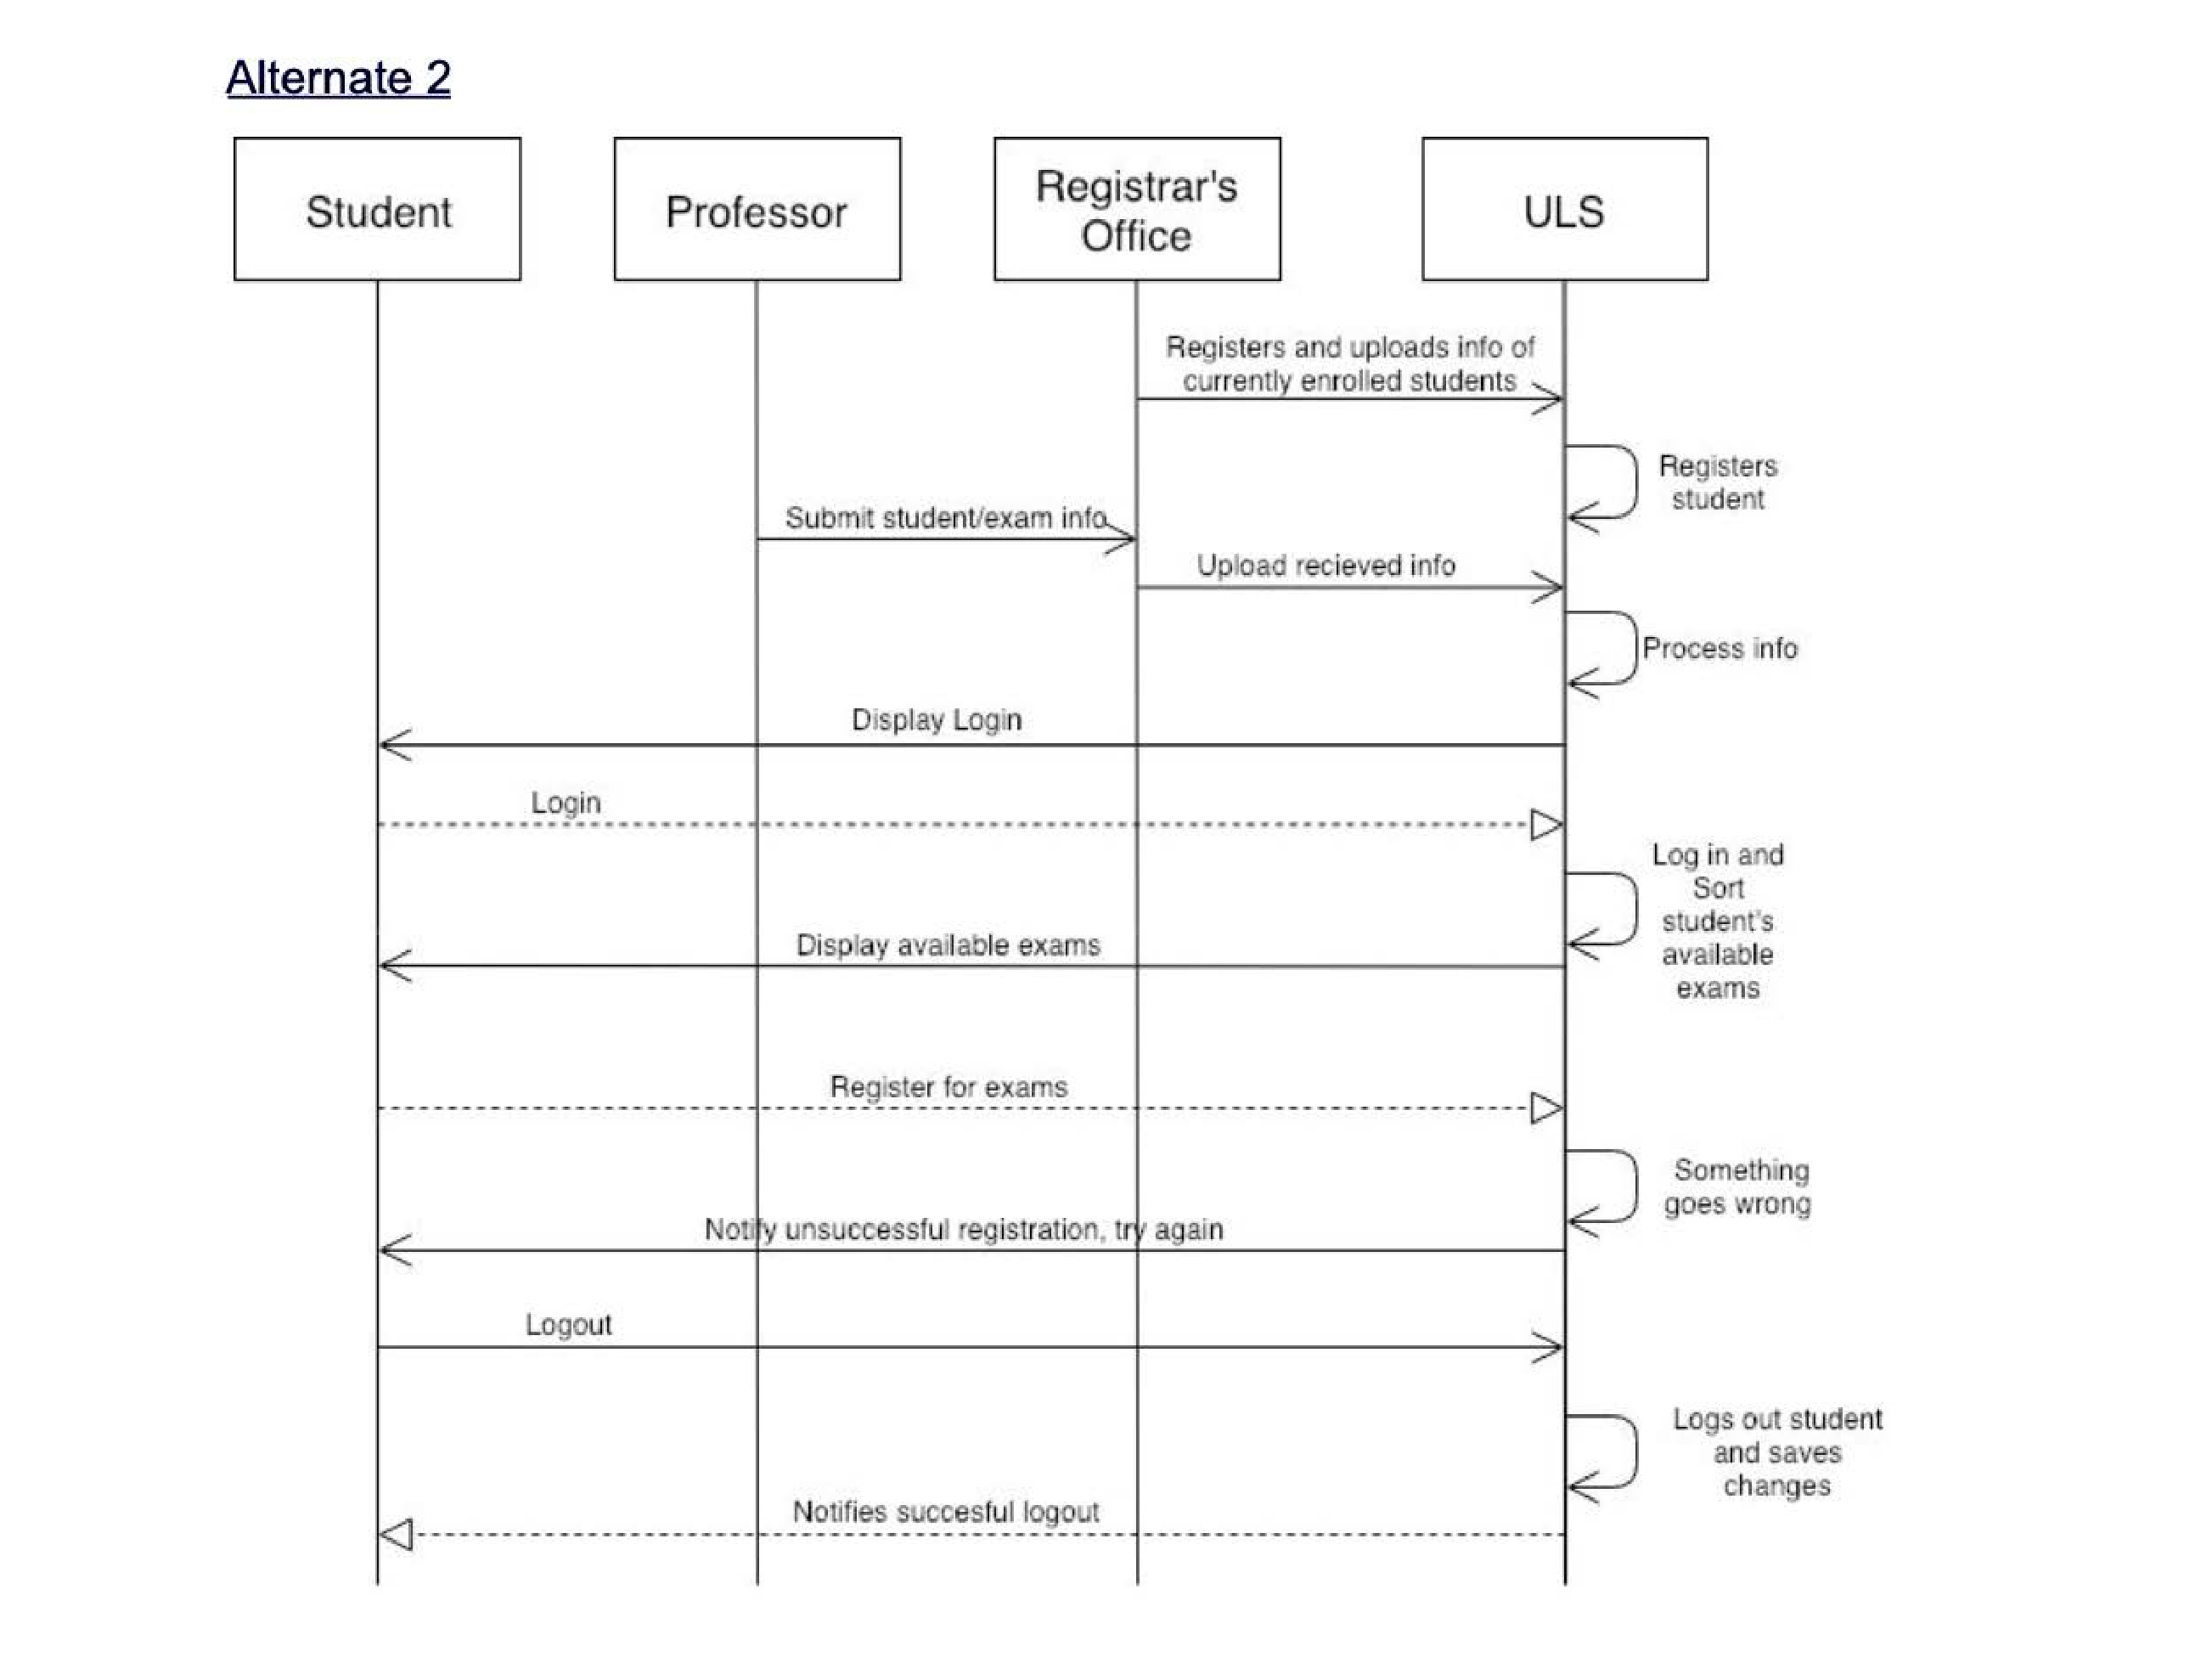 Alternate 2
Student
Professor
Registrar's
Office
ULS
Registers and uploads info of
currently enrolled students
Registers
student
Submit student/exam info
Upload recieved info
Process info
Display Login
Login
Log in and
Sort
student's
available
exams
Display available exams
Register for exams
Something
goes wrong
Notify unsuccessful registration, try again
Logout
Logs out student
and saves
changes
Notifies succesful logout